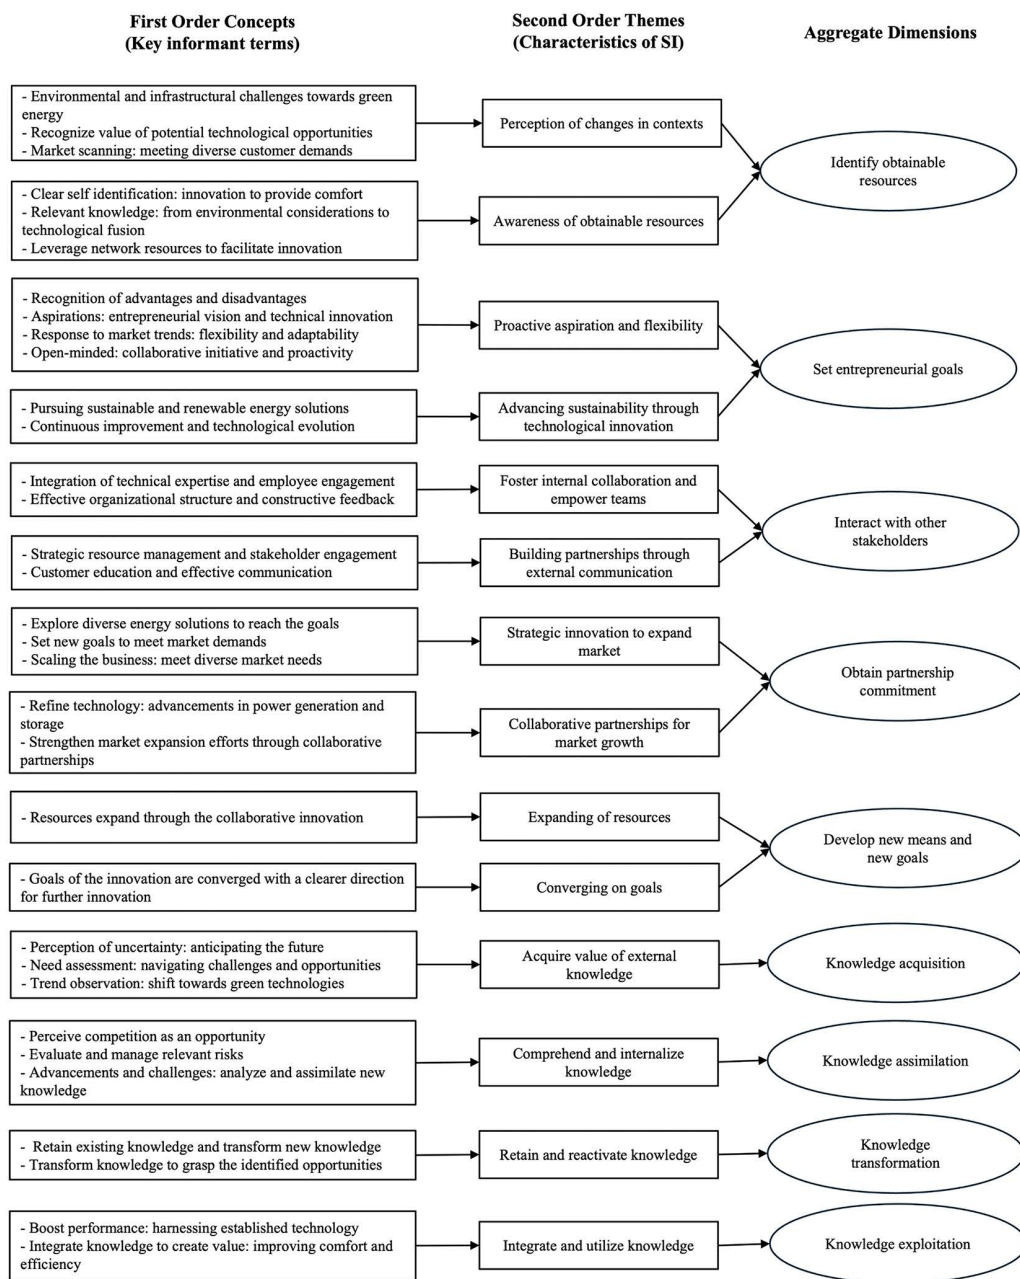 First Order Concepts
(Key informant terms)
Second Order Themes
(Characteristics of SI)
Aggregate Dimensions
- Environmental and infrastructural challenges towards green
energy
- Recognize value of potential technological opportunities
- Market scanning: meeting diverse customer demands
Perception of changes in contexts
Identify obtainable
resources
- Clear self identification: innovation to provide comfort
- Relevant knowledge: from environmental considerations to
technological fusion
- Leverage network resources to facilitate innovation
Awareness of obtainable resources
- Recognition of advantages and disadvantages
- Aspirations: entrepreneurial vision and technical innovation
- Response to market trends: flexibility and adaptability
- Open-minded: collaborative initiative and proactivity
Proactive aspiration and flexibility
Set entrepreneurial goals
- Pursuing sustainable and renewable energy solutions
- Continuous improvement and technological evolution
Advancing sustainability through
technological innovation
- Integration of technical expertise and employee engagement
- Effective organizational structure and constructive feedback
Foster internal collaboration and
empower teams
Interact with other
stakeholders
- Strategic resource management and stakeholder engagement
- Customer education and effective communication
Building partnerships through
external communication
- Explore diverse energy solutions to reach the goals
- Set new goals to meet market demands
- Scaling the business: meet diverse market needs
Strategic innovation to expand
market
Obtain partnership
commitment
- Refine technology: advancements in power generation and
storage
- Strengthen market expansion efforts through collaborative
partnerships
Collaborative partnerships for
market growth
- Resources expand through the collaborative innovation
Expanding of resources
Develop new means and
new goals
- Goals of the innovation are converged with a clearer direction
for further innovation
Converging on goals
- Perception of uncertainty: anticipating the future
- Need assessment: navigating challenges and opportunities
- Trend observation: shift towards green technologies
Acquire value of external
knowledge
Knowledge acquisition
- Perceive competition as an opportunity
- Evaluate and manage relevant risks
- Advancements and challenges: analyze and assimilate new
knowledge
Comprehend and internalize
knowledge
Knowledge assimilation
- Retain existing knowledge and transform new knowledge
- Transform knowledge to grasp the identified opportunities
Retain and reactivate knowledge
Knowledge
transformation
- Boost performance: harnessing established technology
- Integrate knowledge to create value: improving comfort and
efficiency
Integrate and utilize knowledge
Knowledge exploitation